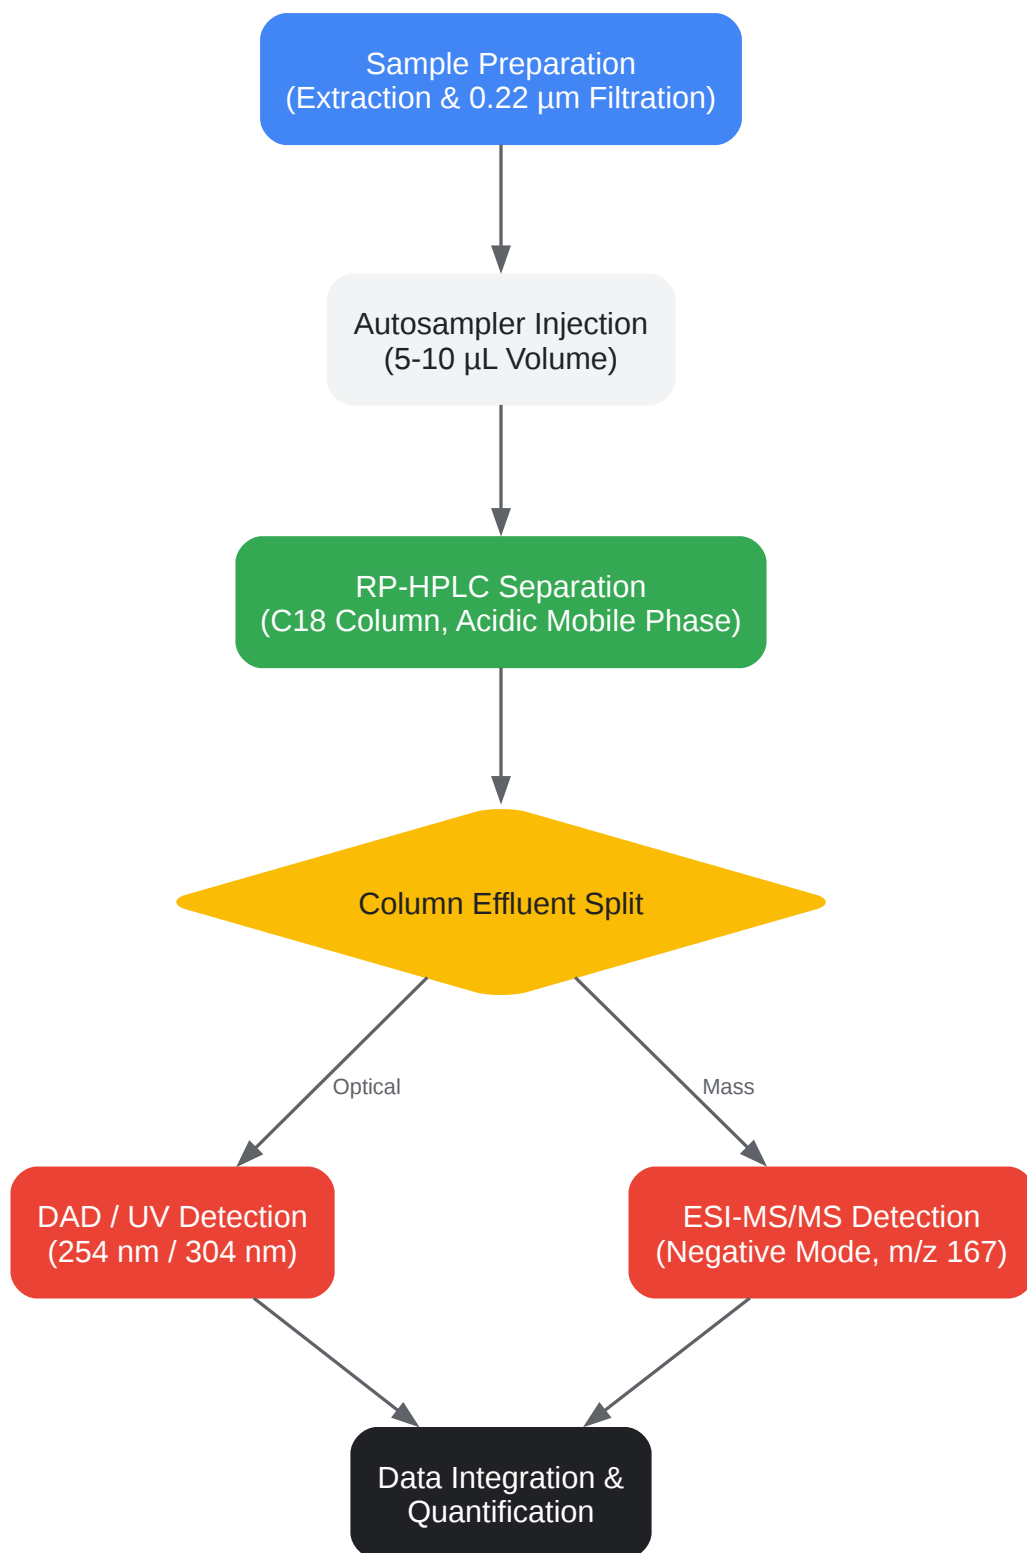 Sample Preparation
(Extraction & 0.22 µm Filtration)
Autosampler Injection
(5-10 µL Volume)
RP-HPLC Separation
(C18 Column, Acidic Mobile Phase)
Column Effluent Split
Optical
Mass
DAD / UV Detection
(254 nm / 304 nm)
ESI-MS/MS Detection
(Negative Mode, m/z 167)
Data Integration &
Quantification